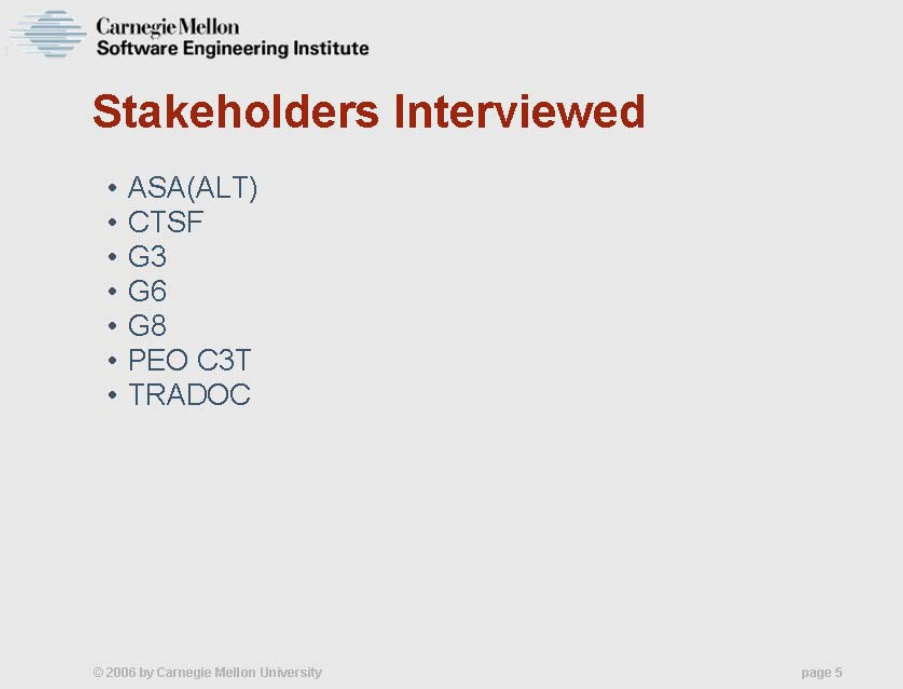 Carnegie Mellon
Software Engineering Institute
Stakeholders Interviewed
• ASA(ALT)
• CTSF
• G3
• G6
• G8
• PEO C3T
• TRADOC
© 2006 by Carnegie Mellon University page 5